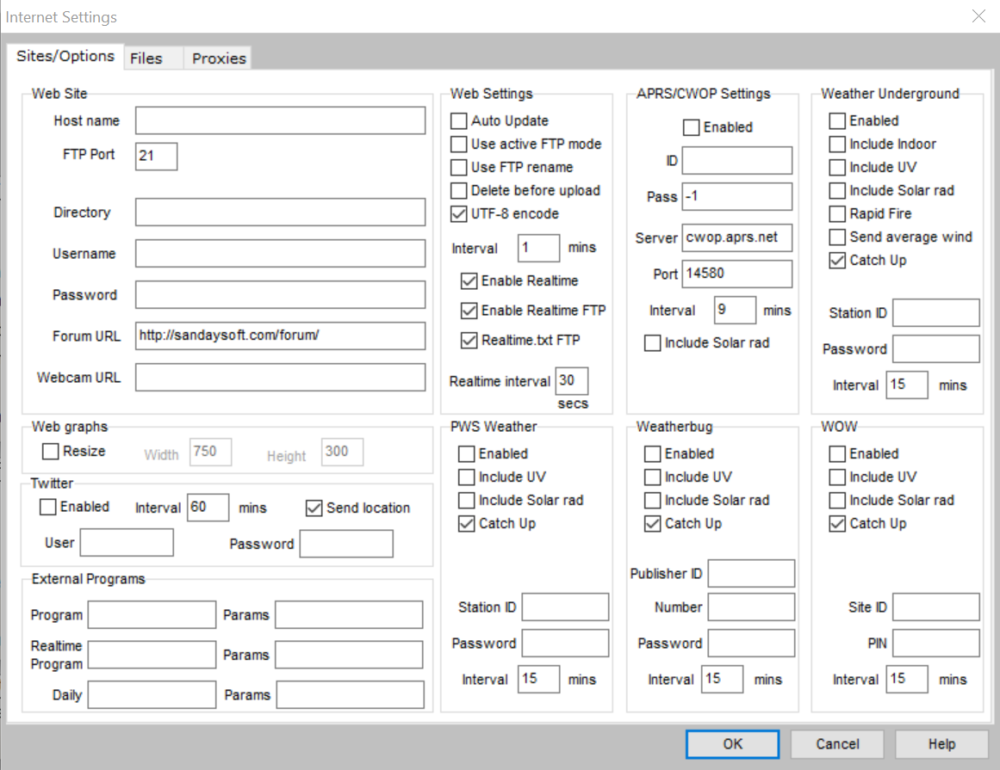 Internet Settings
Sites/Options Files Proxies
Web Site
Host name
FTP Port 21
Directory
Username
Password
Forum URL http://sandaysoft.com/forum/
Webcam URL
Web Settings
Auto Update
Use active FTP mode
Use FTP rename
Delete before upload
UTF-8 encode
Interval 1 mins
Enable Realtime
Enable Realtime FTP
Realtime.txt FTP
Realtime interval 30
secs
APRS/CWOP Settings
Enabled
ID
Pass -1
Server cwop.aprs.net
Port 14580
Interval 9 mins
Include Solar rad
Weather Underground
Enabled
Include Indoor
Include UV
Include Solar rad
Rapid Fire
Send average wind
Catch Up
Station ID
Password
Interval 15 mins
Web graphs
Resize Width 750 Height 300
Twitter
Enabled Interval 60 mins Send location
User Password
External Programs
Program Params
Realtime
Program Params
Daily Params
PWS Weather
Enabled
Include UV
Include Solar rad
Catch Up
Station ID
Password
Interval 15 mins
Weatherbug
Enabled
Include UV
Include Solar rad
Catch Up
Publisher ID
Number
Password
Interval 15 mins
WOW
Enabled
Include UV
Include Solar rad
Catch Up
Site ID
PIN
Interval 15 mins
OK Cancel Help